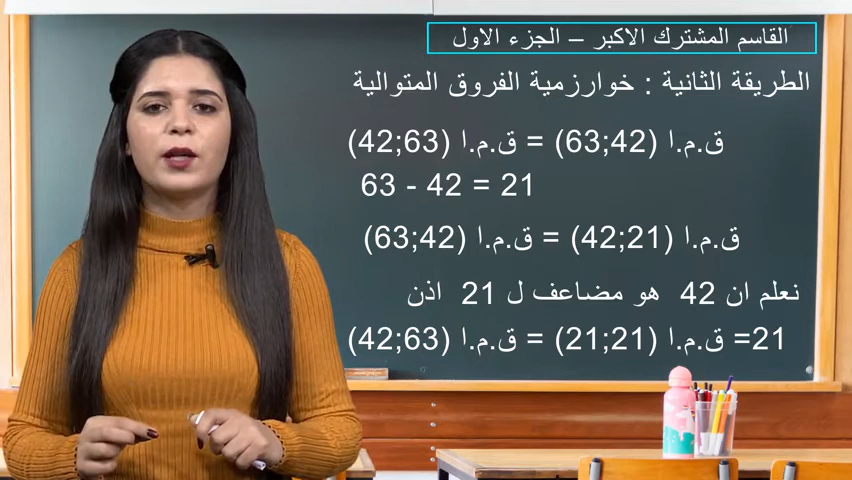 القاسم المشترك الاكبر – الجزء الاول
الطريقة الثانية : خوارزمية الفروق المتوالية
ق.م.ا (63;42) = ق.م.ا (42;63)
63 - 42 = 21
ق.م.ا (42;21) = ق.م.ا (63;42)
نعلم ان 42 هو مضاعف ل 21 اذن
21= ق.م.ا (21;21) = ق.م.ا (42;63)